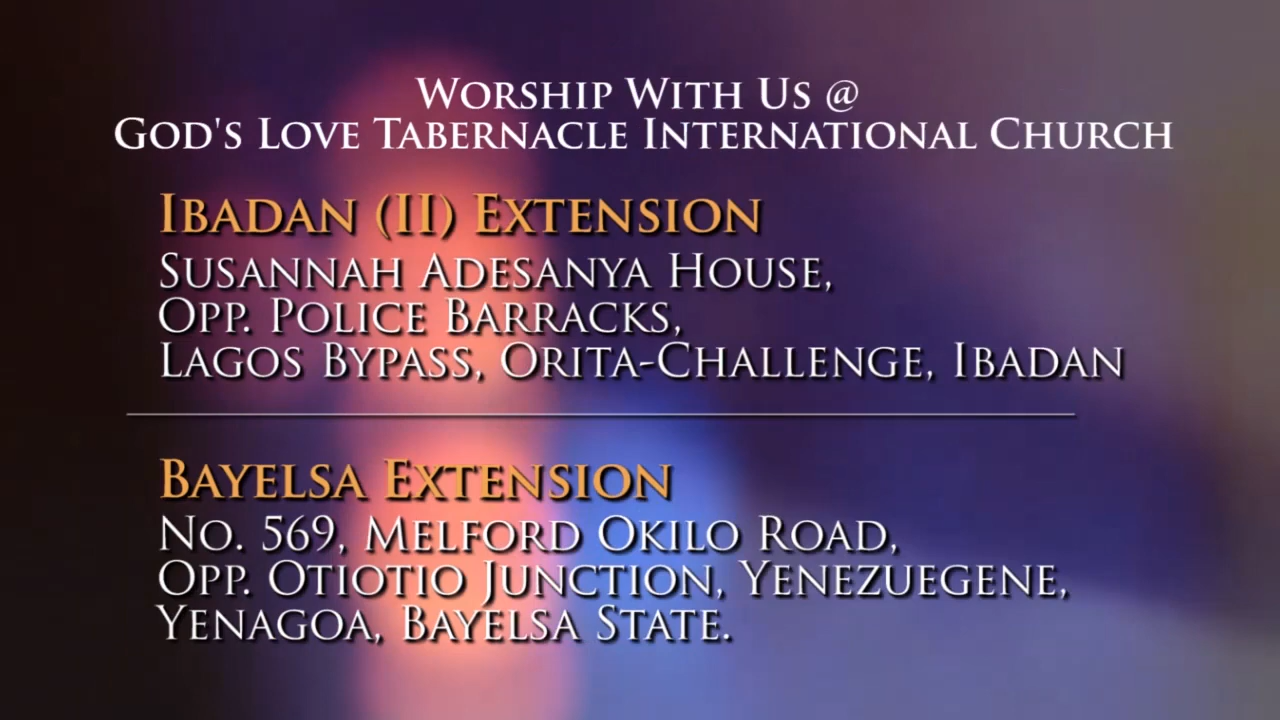 Worship With Us @
God's Love Tabernacle International Church
Ibadan (II) Extension
Susannah Adesanya House,
Opp. Police Barracks,
Lagos Bypass, Orita-Challenge, Ibadan
Bayelsa Extension
No. 569, Melford Okilo Road,
Opp. Otiotio Junction, Yenezuegene,
Yenagoa, Bayelsa State.